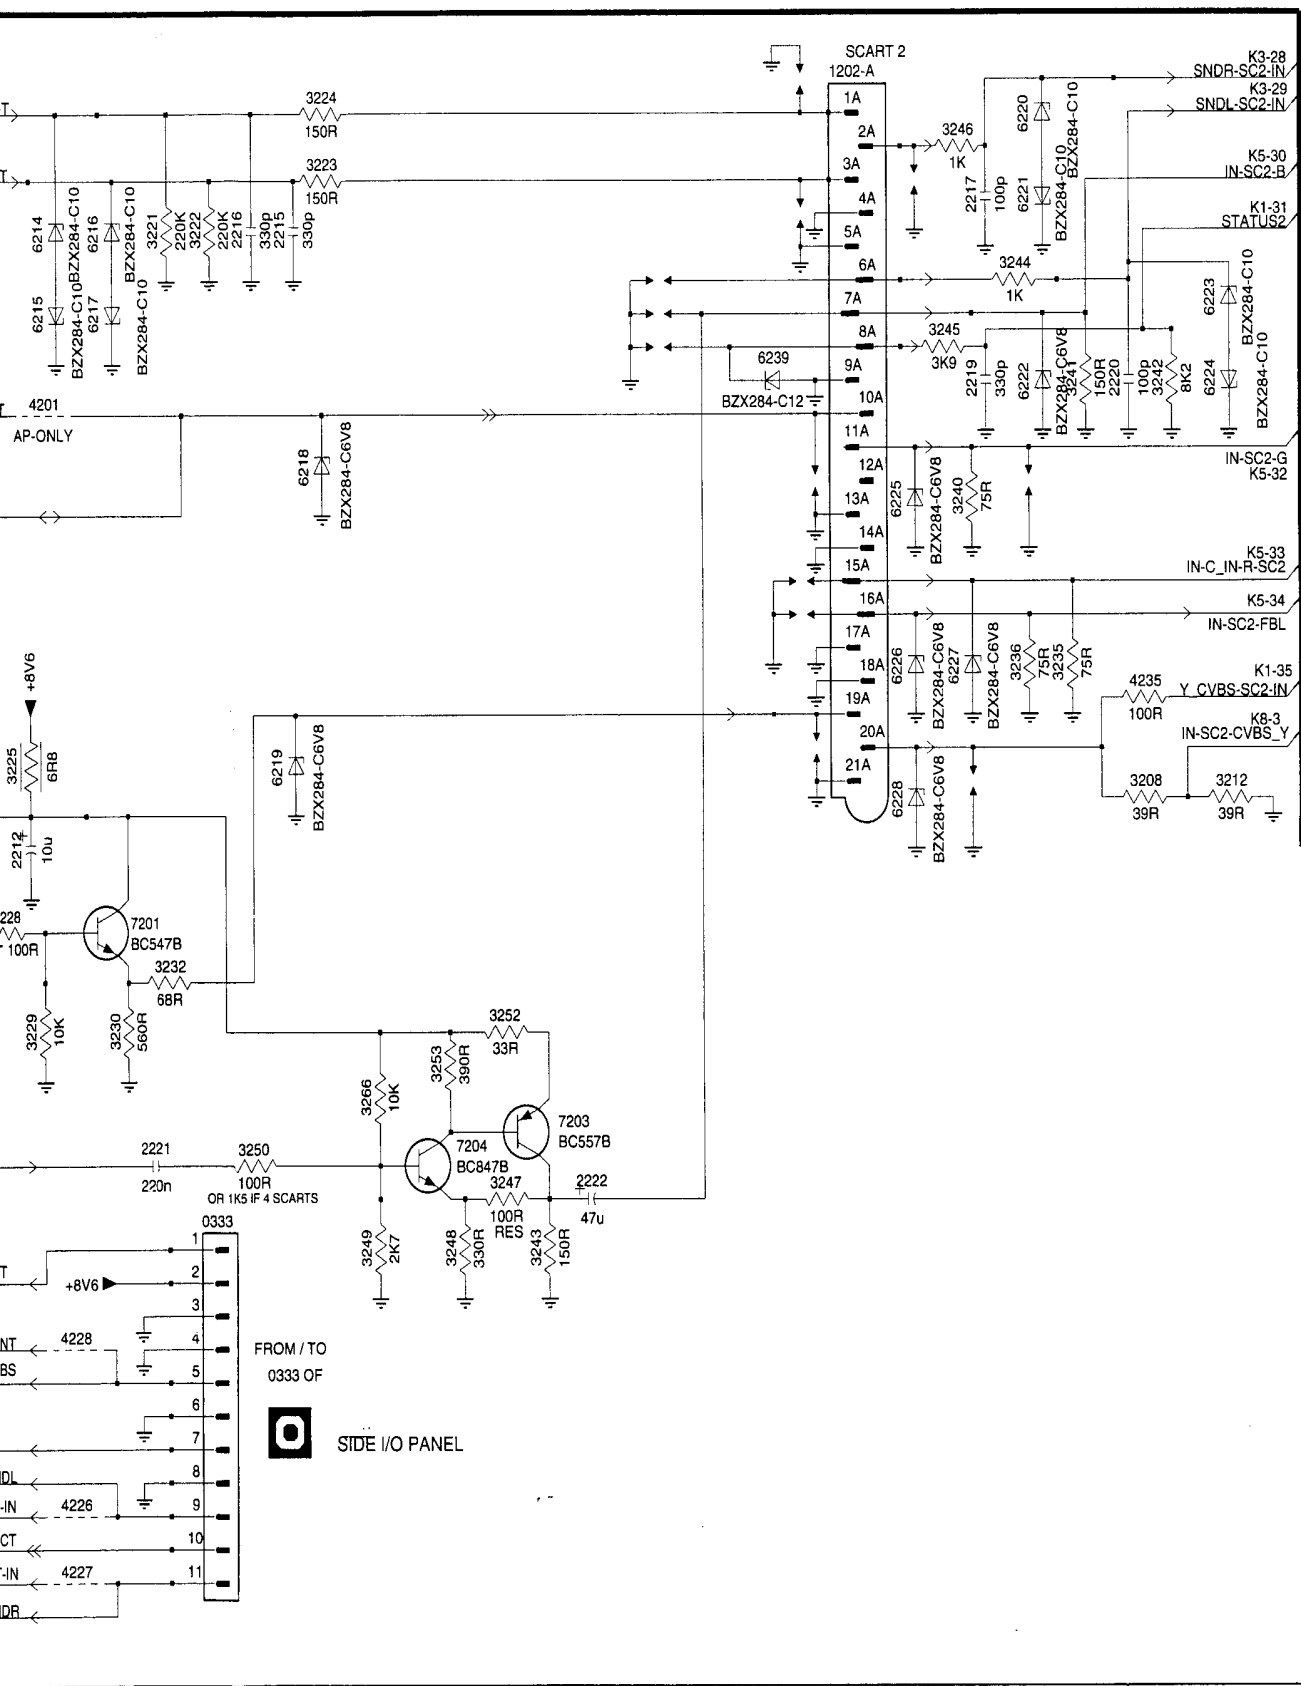 SCART 2
1202-A
K3-28
SNDR-SC2-IN
K3-29
SNDL-SC2-IN
K5-30
IN-SC2-B
K1-31
STATUS2
T
3224
150R
T
3223
150R
1A
2A
3A
4A
5A
6A
7A
8A
9A
10A
11A
12A
13A
14A
15A
16A
17A
18A
19A
20A
21A
3246
1K
2217
100p
6220
BZX284-C10
6221
BZX284-C10
6214
BZX284-C10
6215
BZX284-C10
6216
BZX284-C10
6217
BZX284-C10
3221
220K
3222
220K
2216
330p
2215
330p
3244
1K
3245
3K9
2219
330p
6222
BZX284-C6V8
3241
150R
2220
100p
3242
8K2
6223
BZX284-C10
6224
BZX284-C10
6239
BZX284-C12
4201
AP-ONLY
6218
BZX284-C6V8
IN-SC2-G
K5-32
6225
BZX284-C6V8
3240
75R
K5-33
IN-C_IN-R-SC2
K5-34
IN-SC2-FBL
6226
BZX284-C6V8
6227
BZX284-C6V8
3236
75R
3235
75R
4235
100R
K1-35
Y_CVBS-SC2-IN
K8-3
IN-SC2-CVBS_Y
6228
BZX284-C6V8
3208
39R
3212
39R
+8V6
3225
6R8
2212
+
10u
6219
BZX284-C6V8
228
100R
7201
BC547B
3232
68R
3229
10K
3230
560R
3252
33R
3253
390R
3266
10K
7203
BC557B
7204
BC847B
2221
220n
3250
100R
OR 1K5 IF 4 SCARTS
3247
100R
RES
+
2222
47u
3249
2K7
3248
330R
3243
150R
0333
1
2
3
4
5
6
7
8
9
10
11
T
+8V6
NT
4228
BS
FROM / TO
0333 OF
SIDE I/O PANEL
DL
-IN
4226
CT
-IN
4227
DR